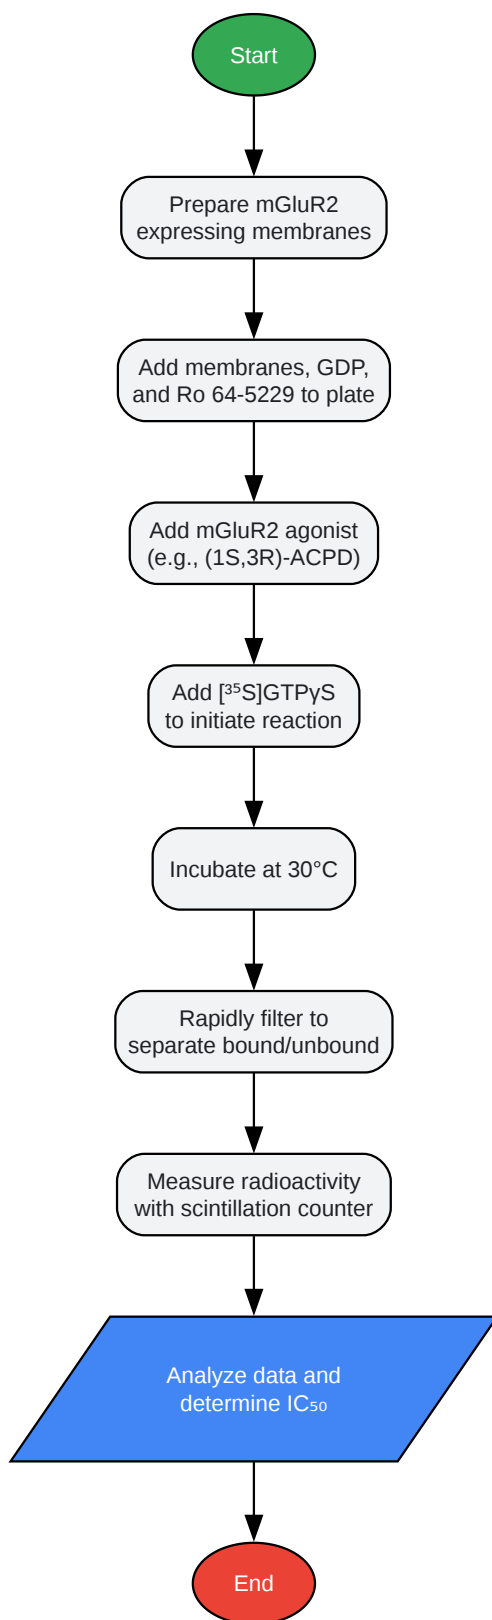 Start
Prepare mGluR2
expressing membranes
Add membranes, GDP,
and Ro 64-5229 to plate
Add mGluR2 agonist
(e.g., (1S,3R)-ACPD)
Add [³⁵S]GTPγS
to initiate reaction
Incubate at 30°C
Rapidly filter to
separate bound/unbound
Measure radioactivity
with scintillation counter
Analyze data and
determine IC₅₀
End